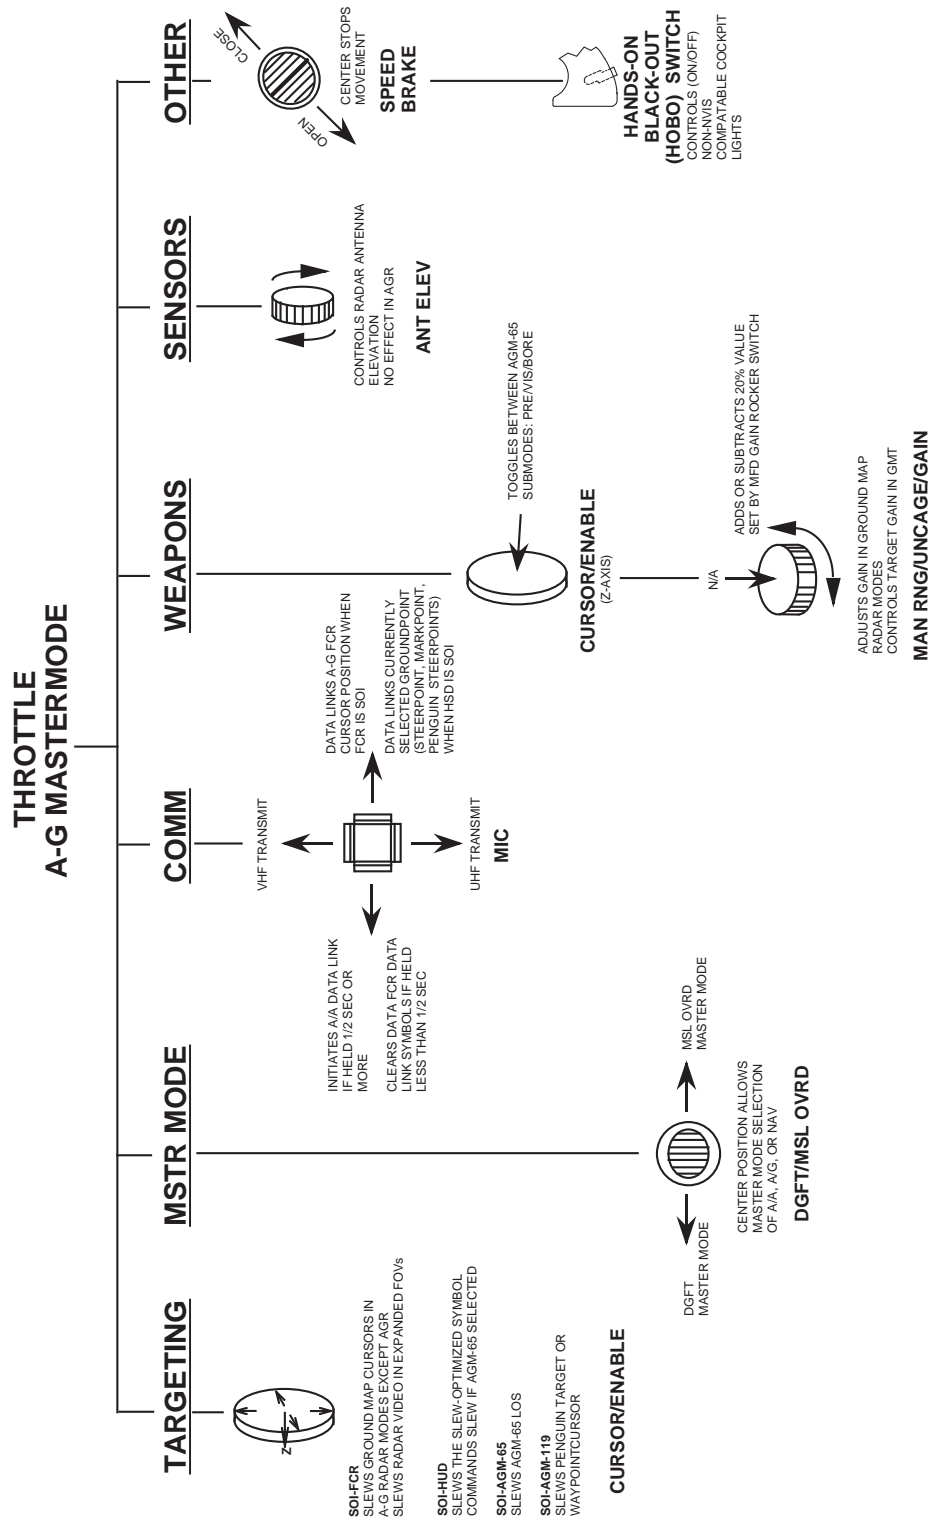 THROTTLE
A-G MASTERMODE
TARGETING
Z
SOI-FCR
SLEWS GROUND MAP CURSORS IN
A-G RADAR MODES EXCEPT AGR
SLEWS RADAR VIDEO IN EXPANDED FOVs
SOI-HUD
SLEWS THE SLEW-OPTIMIZED SYMBOL
COMMANDS SLEW IF AGM-65 SELECTED
SOI-AGM-65
SLEWS AGM-65 LOS
SOI-AGM-119
SLEWS PENGUIN TARGET OR
WAYPOINTCURSOR
CURSOR/ENABLE
MSTR MODE
DGFT
MASTER MODE
MSL OVRD
MASTER MODE
CENTER POSITION ALLOWS
MASTER MODE SELECTION
OF A/A, A/G, OR NAV
DGFT/MSL OVRD
COMM
VHF TRANSMIT
INITIATES A/A DATA LINK
IF HELD 1/2 SEC OR
MORE
CLEARS DATA FCR DATA
LINK SYMBOLS IF HELD
LESS THAN 1/2 SEC
DATA LINKS A-G FCR
CURSOR POSITION WHEN
FCR IS SOI
DATA LINKS CURRENTLY
SELECTED GROUNDPOINT
(STEERPOINT, MARKPOINT,
PENGUIN STEERPOINTS)
WHEN HSD IS SOI
UHF TRANSMIT
MIC
WEAPONS
TOGGLES BETWEEN AGM-65
SUBMODES: PRE/VIS/BORE
CURSOR/ENABLE
(Z-AXIS)
N/A
ADDS OR SUBTRACTS 20% VALUE
SET BY MFD GAIN ROCKER SWITCH
ADJUSTS GAIN IN GROUND MAP
RADAR MODES
CONTROLS TARGET GAIN IN GMT
MAN RNG/UNCAGE/GAIN
SENSORS
CONTROLS RADAR ANTENNA
ELEVATION
NO EFFECT IN AGR
ANT ELEV
OTHER
CLOSE
OPEN
CENTER STOPS
MOVEMENT
SPEED
BRAKE
HANDS-ON
BLACK-OUT
(HOBO) SWITCH
CONTROLS (ON/OFF)
NON-NVIS
COMPATABLE COCKPIT
LIGHTS